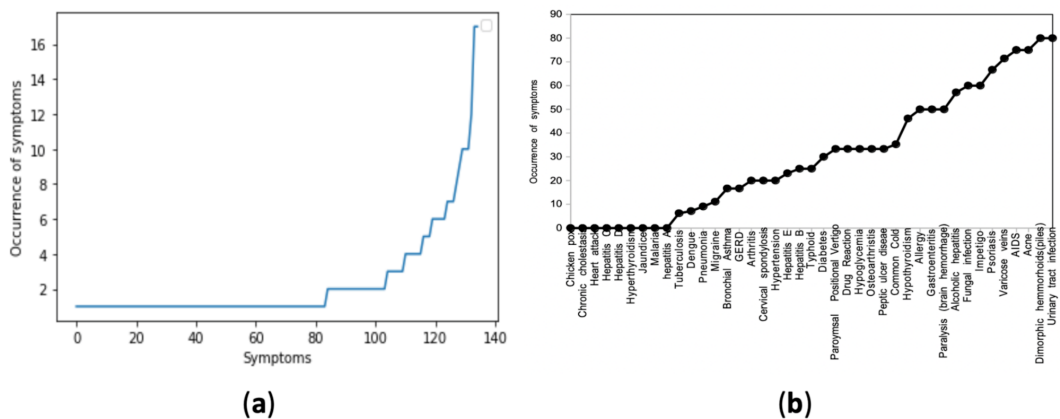 16
14
12
10
8
6
4
2
Occurrence of symptoms
0
20
40
60
80
100
120
140
Symptoms
(a)
90
80
70
60
50
40
30
20
10
0
Occurrence of symptoms
Chicken pox
Chronic cholestasis
Heart attack
Hepatitis C
Hepatitis D
Hyperthyroidism
Jaundice
Malaria
hepatitis A
Tuberculosis
Dengue
Pneumonia
Migraine
Bronchial Asthma
GERD
Arthritis
Cervical spondylosis
Hypertension
Hepatitis E
Hepatitis B
Typhoid
Diabetes
Paroymsal Positional Vertigo
Drug Reaction
Hypoglycemia
Osteoarthristis
Peptic ulcer diseae
Common Cold
Hypothyroidism
Allergy
Gastroenteritis
Paralysis (brain hemorrhage)
Alcoholic hepatitis
Fungal infection
Impetigo
Psoriasis
Varicose veins
AIDS
Acne
Dimorphic hemmorhoids(piles)
Urinary tract infection
(b)